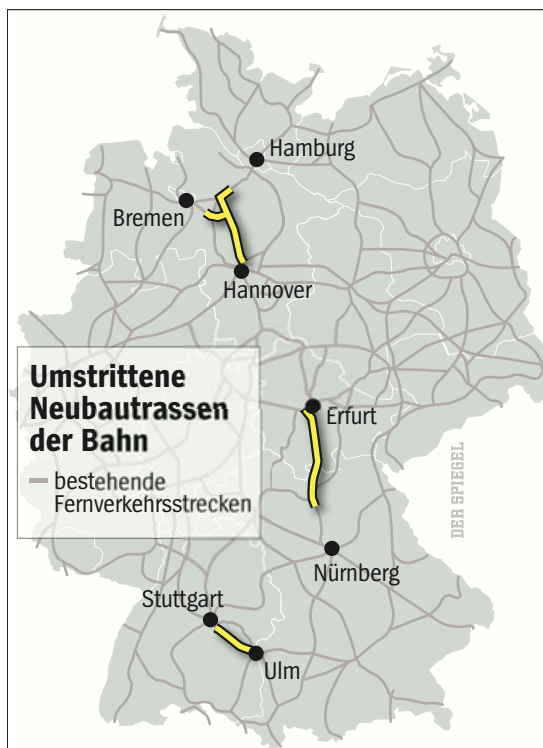 Hamburg
Bremen
Hannover
Umstrittene
Neubautrassen
der Bahn
bestehende
Fernverkehrsstrecken
Erfurt
DER SPIEGEL
Nürnberg
Stuttgart
Ulm